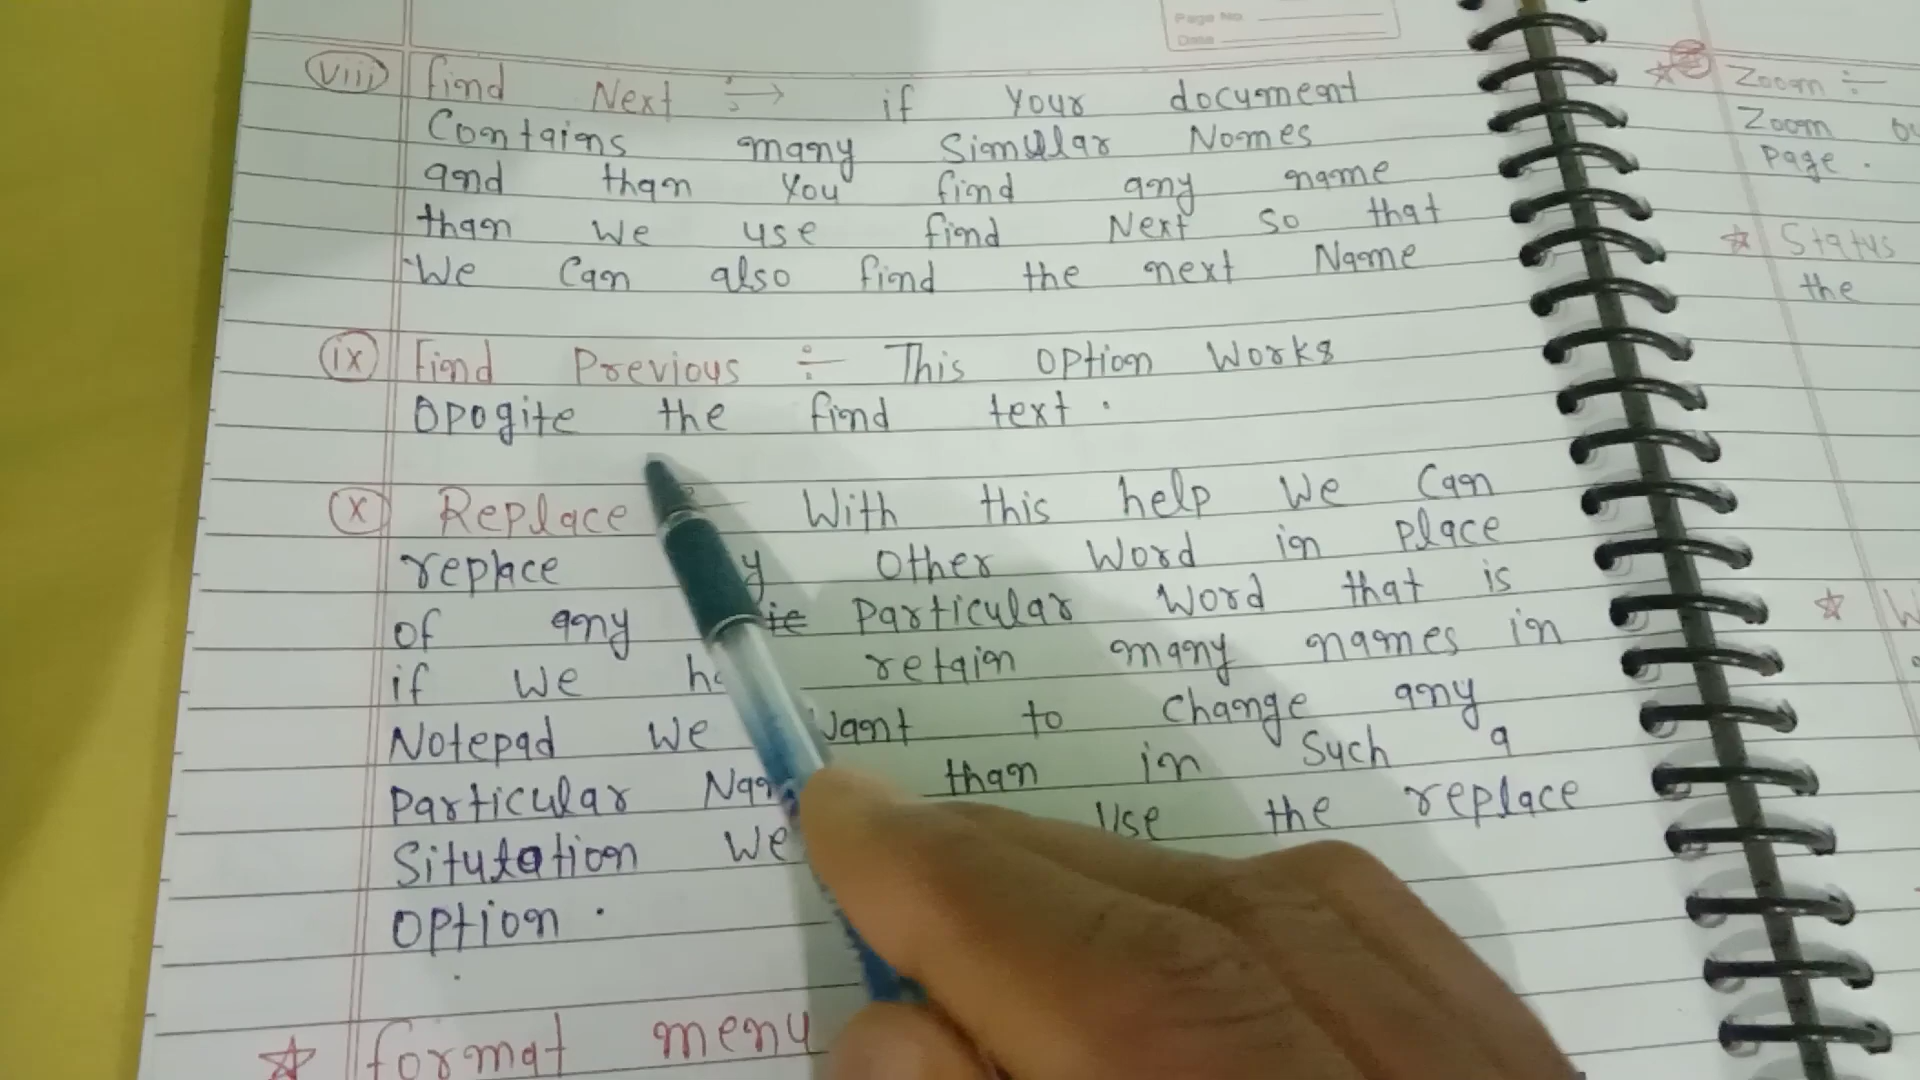 Page No.
Date
viii Find Next ÷→ if Your document
Contains many Simular Nomes
and than You find any name
than we use find Next so that
We Can also find the next Name
ix Find Previous ÷ This Option Works
Opogite the find text .
x Replace With this help We Can
replace Other Word in place
of any Particular Word that is
if we retain many names in
Notepad we Want to change any
Particular than in Such a
Situtation We Use the replace
Option .
☆ format menu
☆ Zoom ÷
Zoom
Page .
☆ Status
the
☆